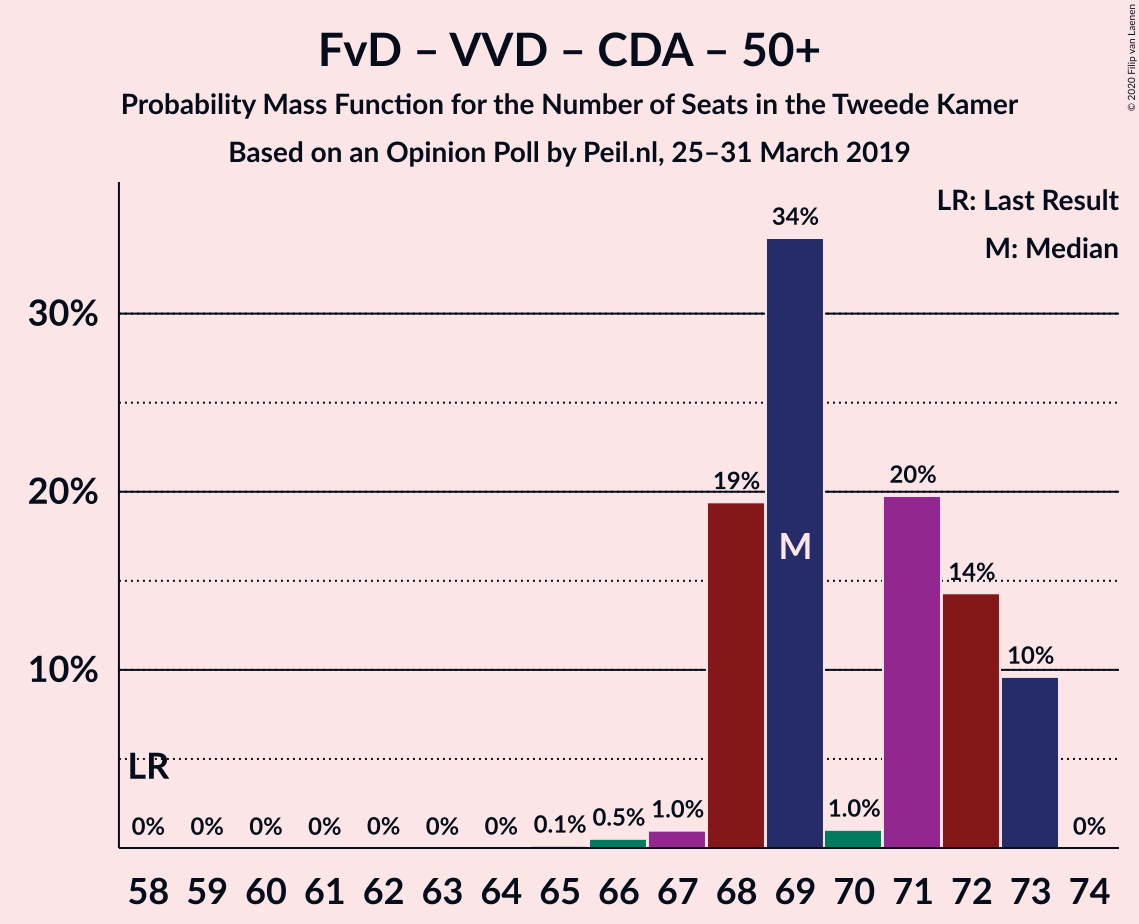 FvD – VVD – CDA – 50+
Probability Mass Function for the Number of Seats in the Tweede Kamer
Based on an Opinion Poll by Peil.nl, 25–31 March 2019
© 2020 Filip van Laenen
LR: Last Result
M: Median
30%
20%
10%
34%
19%
20%
14%
10%
M
LR
0% 0% 0% 0% 0% 0% 0% 0.1% 0.5% 1.0% 1.0% 0%
58 59 60 61 62 63 64 65 66 67 68 69 70 71 72 73 74